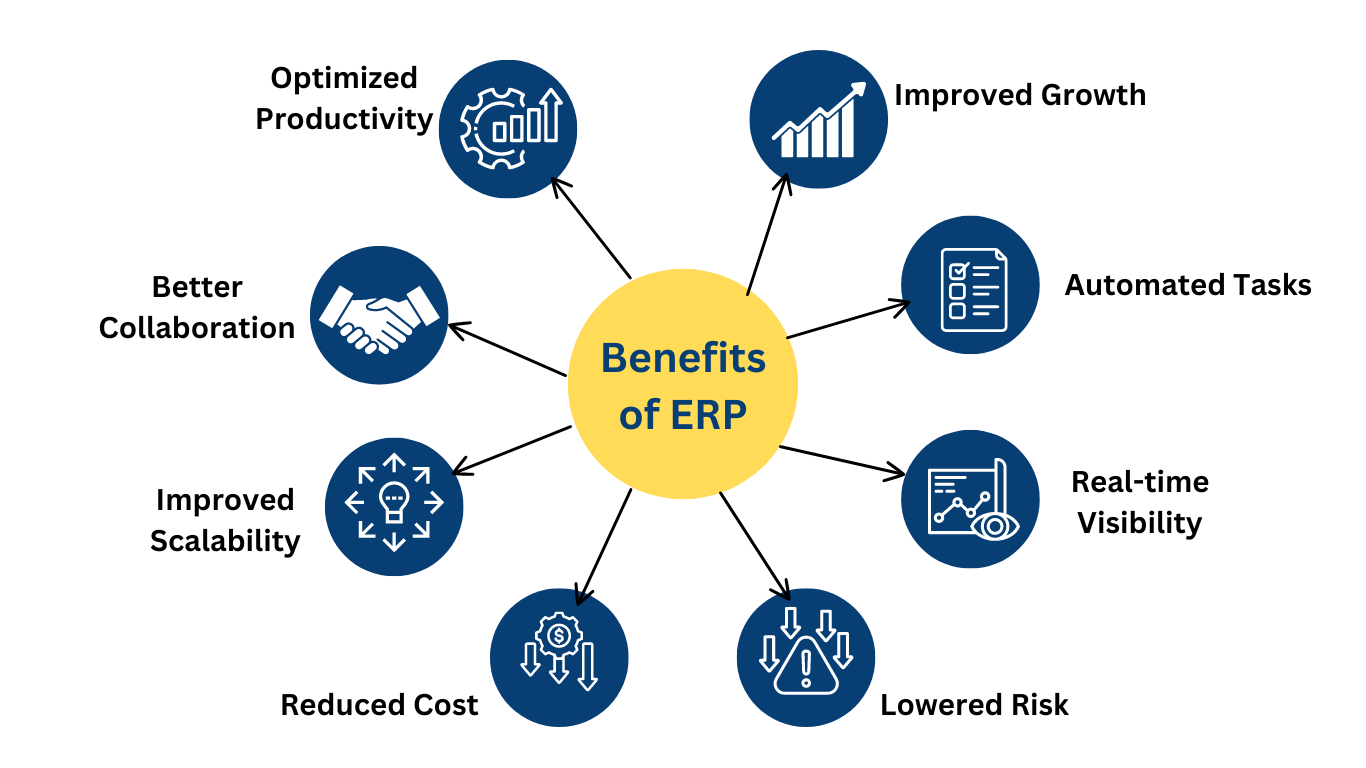 Optimized
Productivity
Improved Growth
Better
Collaboration
Automated Tasks
Benefits
of ERP
Improved
Scalability
Real-time
Visibility
Reduced Cost
Lowered Risk
$